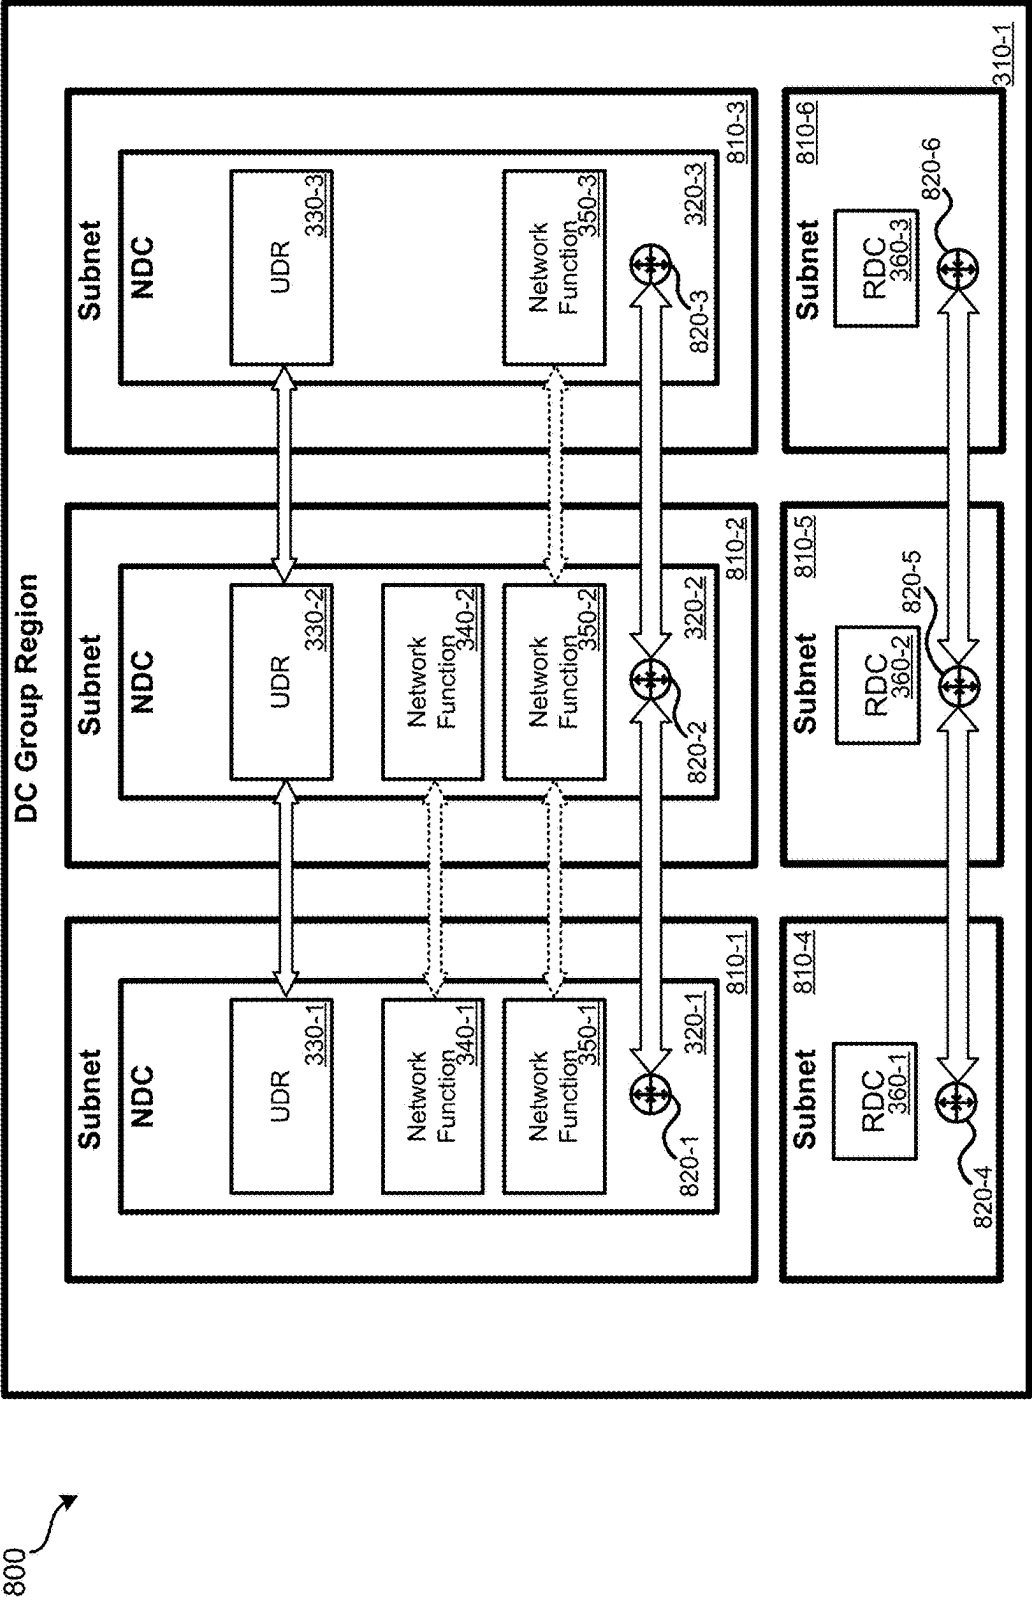 800
DC Group Region
Subnet
NDC
UDR
330-1
Network
Function
340-1
Network
Function
350-1
820-1
320-1
810-1
Subnet
NDC
UDR
330-2
Network
Function
340-2
Network
Function
350-2
820-2
320-2
810-2
Subnet
NDC
UDR
330-3
Network
Function
350-3
820-3
320-3
810-3
Subnet
810-4
RDC
360-1
820-4
Subnet
810-5
RDC
360-2
820-5
Subnet
810-6
RDC
360-3
820-6
310-1